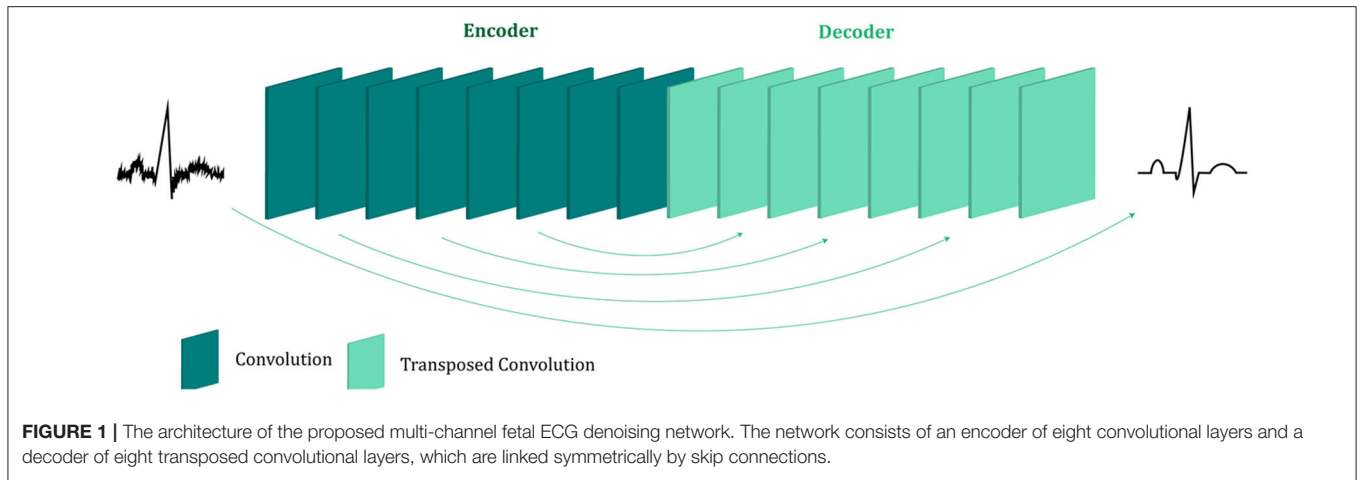 Encoder
Decoder
Convolution
Transposed Convolution
FIGURE 1 | The architecture of the proposed multi-channel fetal ECG denoising network. The network consists of an encoder of eight convolutional layers and a
decoder of eight transposed convolutional layers, which are linked symmetrically by skip connections.